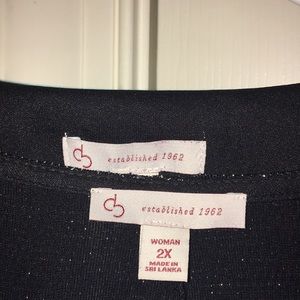 cb
established 1962
cb
established 1962
WOMAN
2X
MADE IN
SRI LANKA